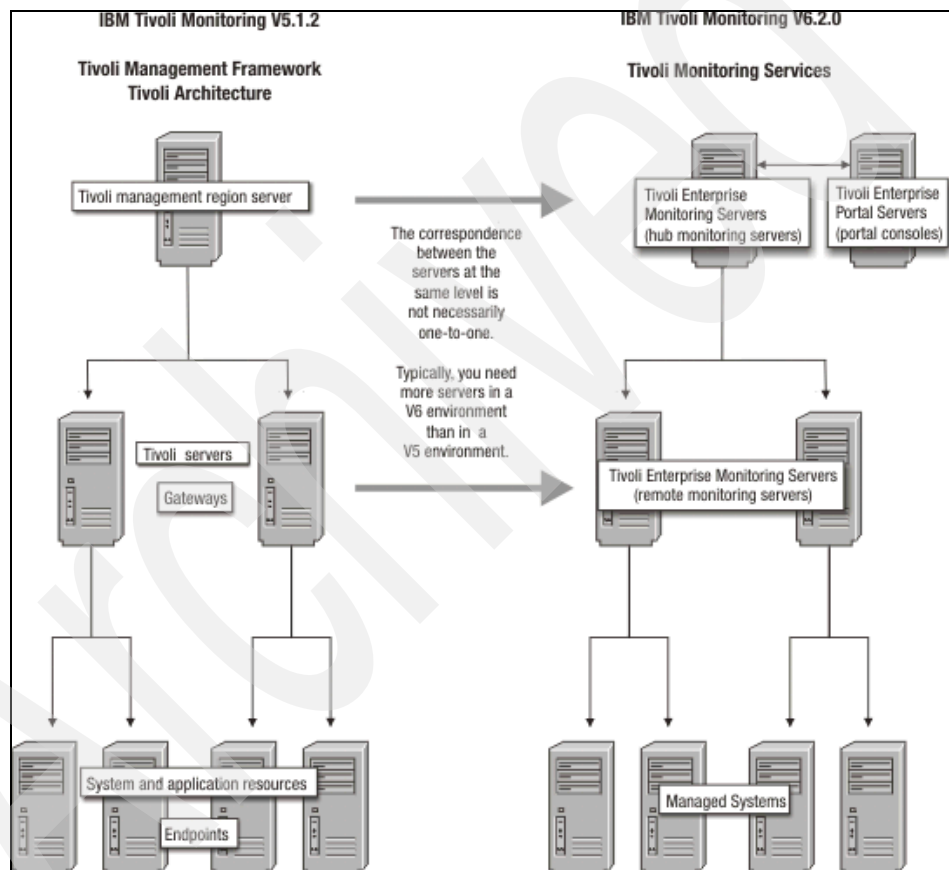 IBM Tivoli Monitoring V5.1.2
Tivoli Management Framework
Tivoli Architecture
Tivoli management region server
Tivoli servers
Gateways
System and application resources
Endpoints
The correspondence
between the
servers at the
same level is
not necessarily
one-to-one.
Typically, you need
more servers in a
V6 environment
than in a
V5 environment.
IBM Tivoli Monitoring V6.2.0
Tivoli Monitoring Services
Tivoli Enterprise
Monitoring Servers
(hub monitoring servers)
Tivoli Enterprise
Portal Servers
(portal consoles)
Tivoli Enterprise Monitoring Servers
(remote monitoring servers)
Managed Systems
Archived